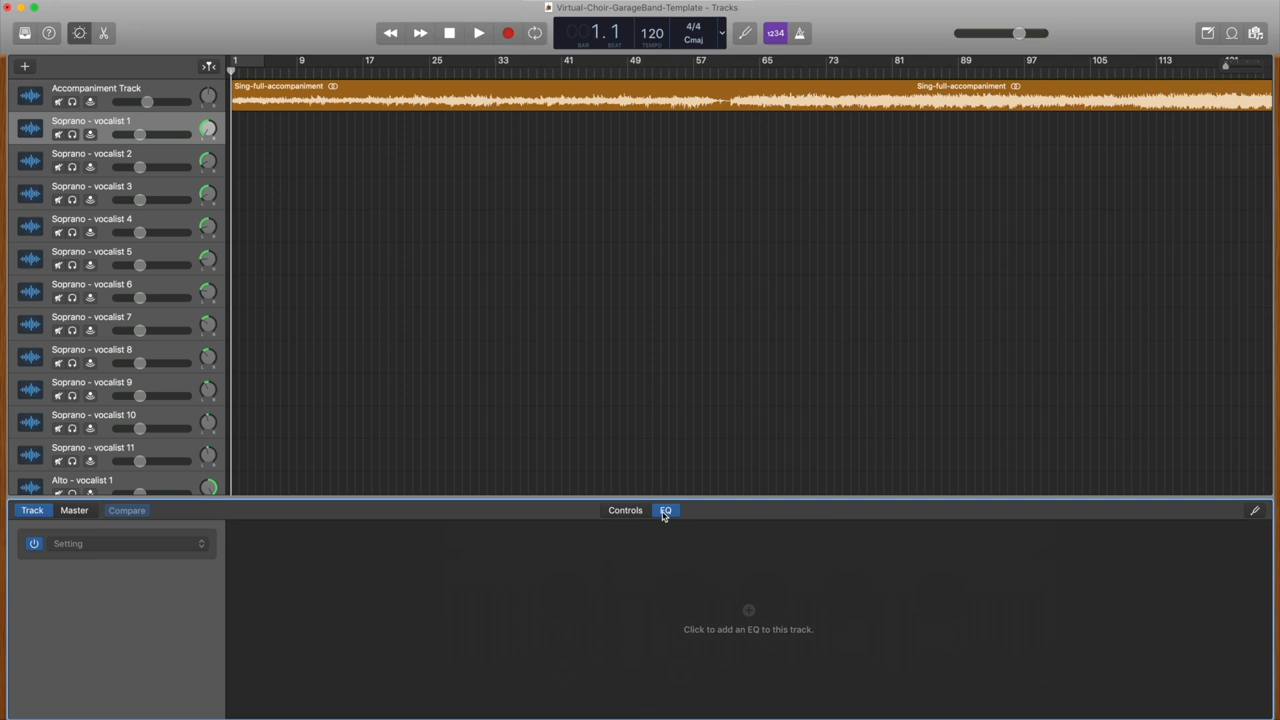 Virtual-Choir-GarageBand-Template - Tracks
1.1
BAR BEAT
120
TEMPO
4/4
Cmaj
1234
1 9 17 25 33 41 49 57 65 73 81 89 97 105 113 121
Sing-full-accompaniment Sing-full-accompaniment
Accompaniment Track
Soprano - vocalist 1
Soprano - vocalist 2
Soprano - vocalist 3
Soprano - vocalist 4
Soprano - vocalist 5
Soprano - vocalist 6
Soprano - vocalist 7
Soprano - vocalist 8
Soprano - vocalist 9
Soprano - vocalist 10
Soprano - vocalist 11
Alto - vocalist 1
Track Master Compare Controls EQ
Setting
Click to add an EQ to this track.